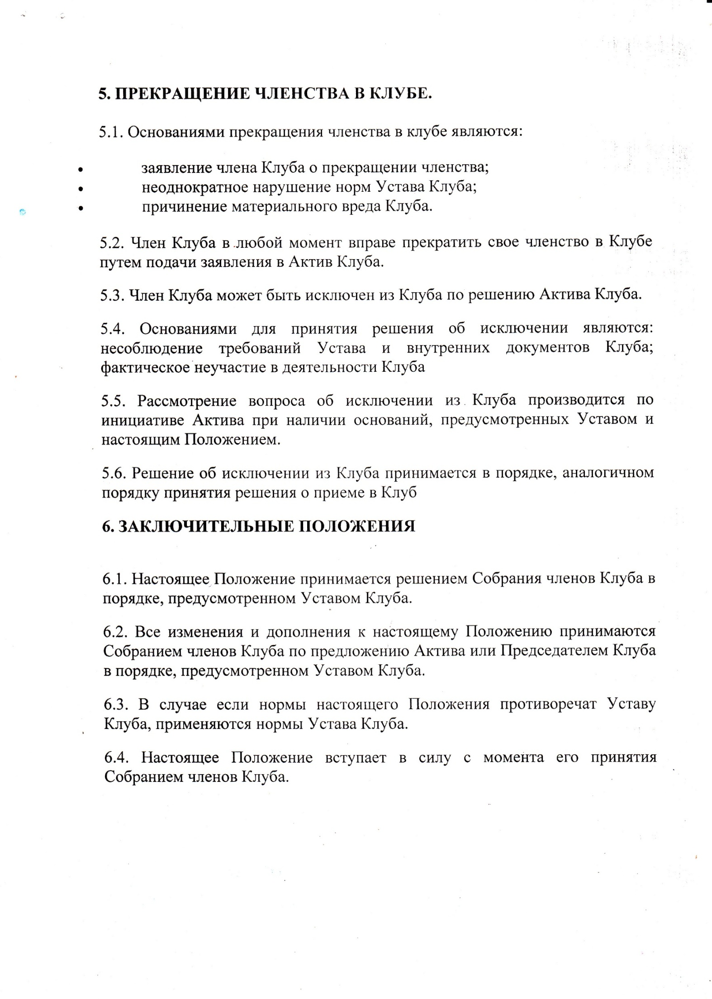 5. ПРЕКРАЩЕНИЕ ЧЛЕНСТВА В КЛУБЕ.
5.1. Основаниями прекращения членства в клубе являются:
• заявление члена Клуба о прекращении членства;
• неоднократное нарушение норм Устава Клуба;
• причинение материального вреда Клуба.
5.2. Член Клуба в любой момент вправе прекратить свое членство в Клубе
путем подачи заявления в Актив Клуба.
5.3. Член Клуба может быть исключен из Клуба по решению Актива Клуба.
5.4. Основаниями для принятия решения об исключении являются:
несоблюдение требований Устава и внутренних документов Клуба;
фактическое неучастие в деятельности Клуба
5.5. Рассмотрение вопроса об исключении из Клуба производится по
инициативе Актива при наличии оснований, предусмотренных Уставом и
настоящим Положением.
5.6. Решение об исключении из Клуба принимается в порядке, аналогичном
порядку принятия решения о приеме в Клуб
6. ЗАКЛЮЧИТЕЛЬНЫЕ ПОЛОЖЕНИЯ
6.1. Настоящее Положение принимается решением Собрания членов Клуба в
порядке, предусмотренном Уставом Клуба.
6.2. Все изменения и дополнения к настоящему Положению принимаются
Собранием членов Клуба по предложению Актива или Председателем Клуба
в порядке, предусмотренном Уставом Клуба.
6.3. В случае если нормы настоящего Положения противоречат Уставу
Клуба, применяются нормы Устава Клуба.
6.4. Настоящее Положение вступает в силу с момента его принятия
Собранием членов Клуба.